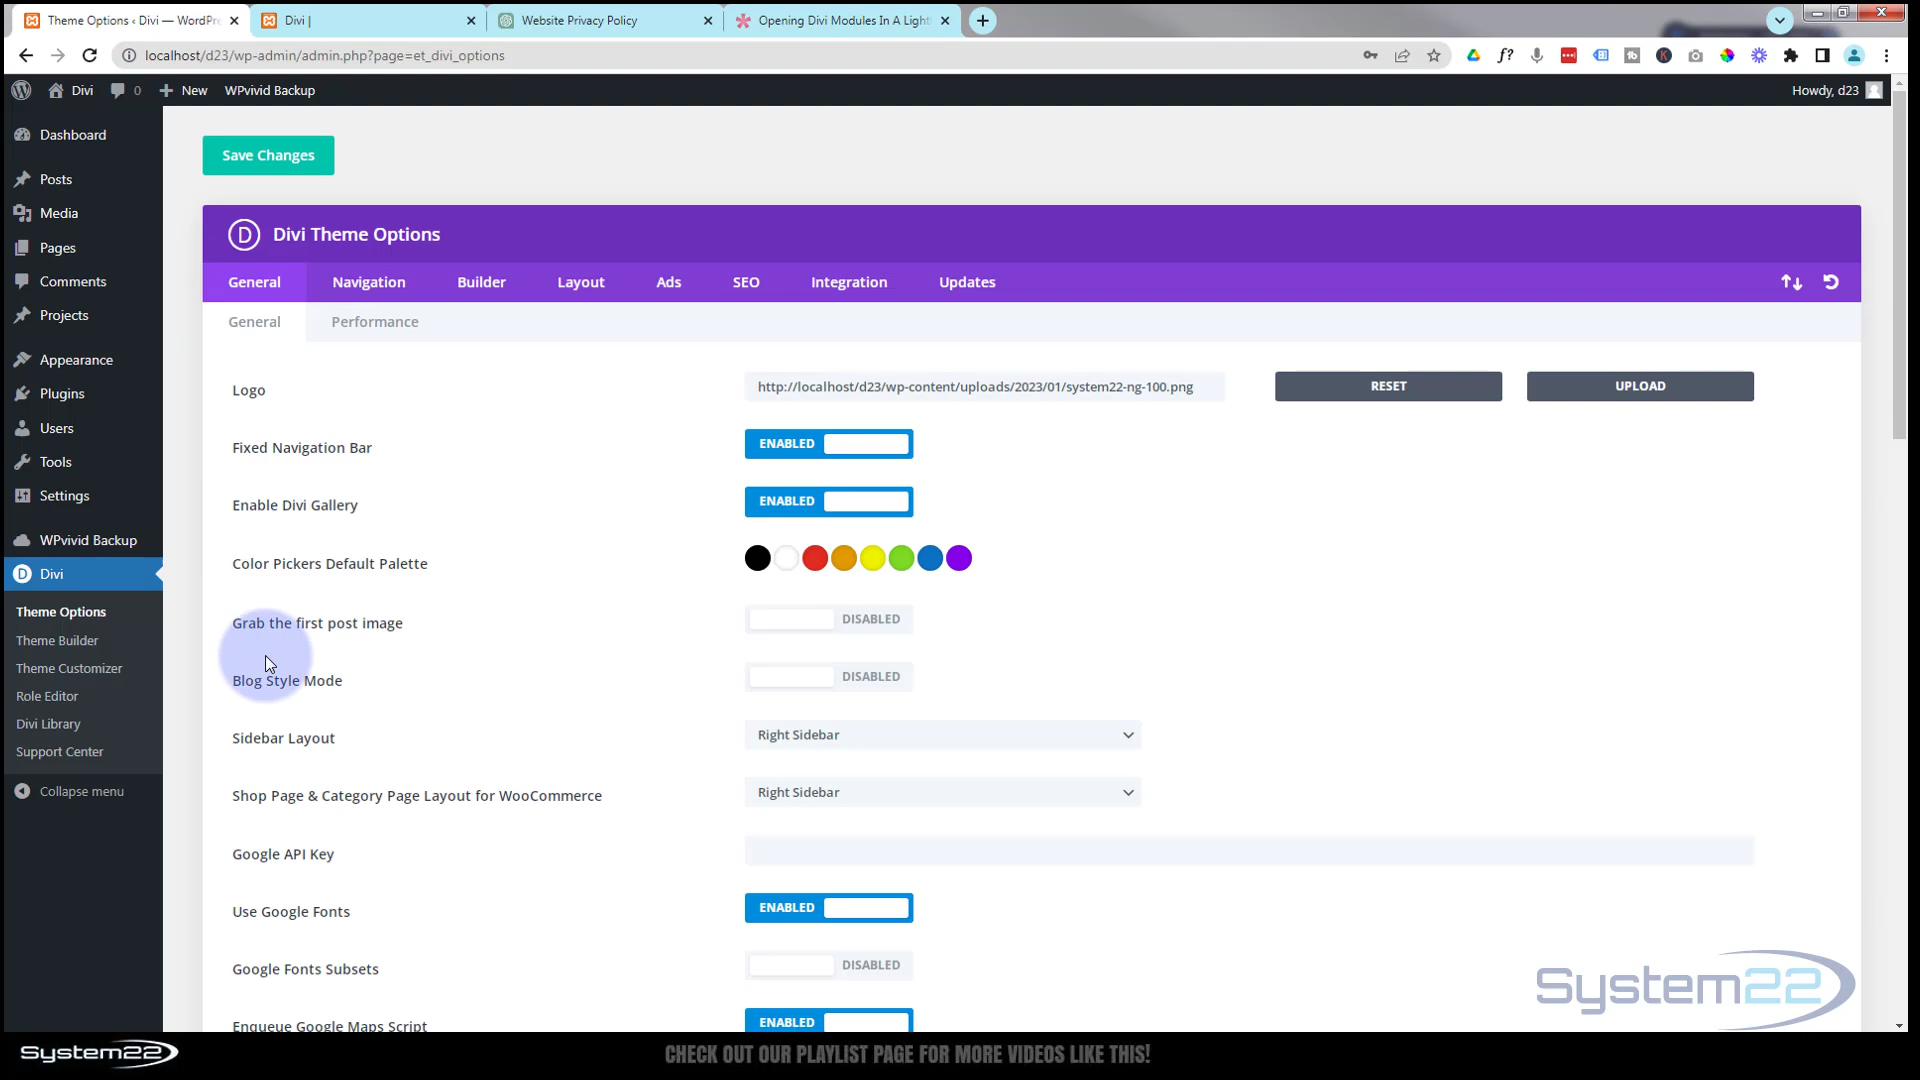 Theme Options ‹ Divi — WordPre
Divi |
Website Privacy Policy
Opening Divi Modules In A Light
localhost/d23/wp-admin/admin.php?page=et_divi_options
Divi
0
New
WPvivid Backup
Howdy, d23
Dashboard
Posts
Media
Pages
Comments
Projects
Appearance
Plugins
Users
Tools
Settings
WPvivid Backup
Divi
Theme Options
Theme Builder
Theme Customizer
Role Editor
Divi Library
Support Center
Collapse menu
Save Changes
Divi Theme Options
General
Navigation
Builder
Layout
Ads
SEO
Integration
Updates
General
Performance
Logo
http://localhost/d23/wp-content/uploads/2023/01/system22-ng-100.png
RESET
UPLOAD
Fixed Navigation Bar
ENABLED
Enable Divi Gallery
ENABLED
Color Pickers Default Palette
Grab the first post image
DISABLED
Blog Style Mode
DISABLED
Sidebar Layout
Right Sidebar
Shop Page & Category Page Layout for WooCommerce
Right Sidebar
Google API Key
Use Google Fonts
ENABLED
Google Fonts Subsets
DISABLED
Enqueue Google Maps Script
ENABLED
System22
System22
CHECK OUT OUR PLAYLIST PAGE FOR MORE VIDEOS LIKE THIS!